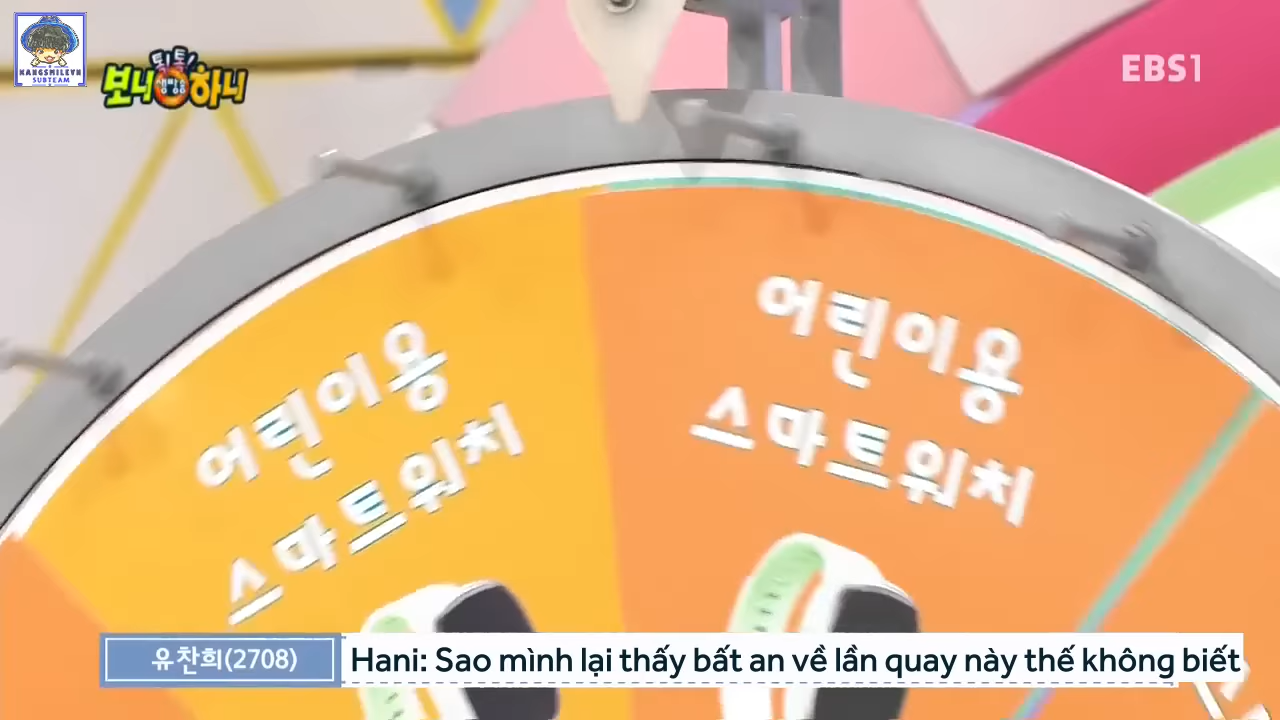 KANGSMILEVN
SUBTEAM
톡!톡!
보니
하니
EBS1
어린이용
스마트워치
어린이용
스마트워치
유찬희(2708)
Hani: Sao mình lại thấy bất an về lần quay này thế không biết